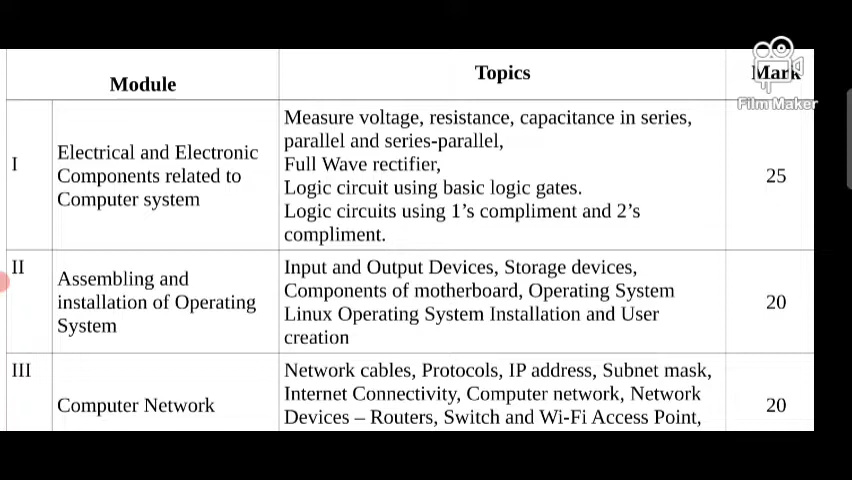 Module
Topics
Mark
Film Maker
I
Electrical and Electronic
Components related to
Computer system
Measure voltage, resistance, capacitance in series,
parallel and series-parallel,
Full Wave rectifier,
Logic circuit using basic logic gates.
Logic circuits using 1’s compliment and 2’s
compliment.
25
II
Assembling and
installation of Operating
System
Input and Output Devices, Storage devices,
Components of motherboard, Operating System
Linux Operating System Installation and User
creation
20
III
Computer Network
Network cables, Protocols, IP address, Subnet mask,
Internet Connectivity, Computer network, Network
Devices – Routers, Switch and Wi-Fi Access Point,
20